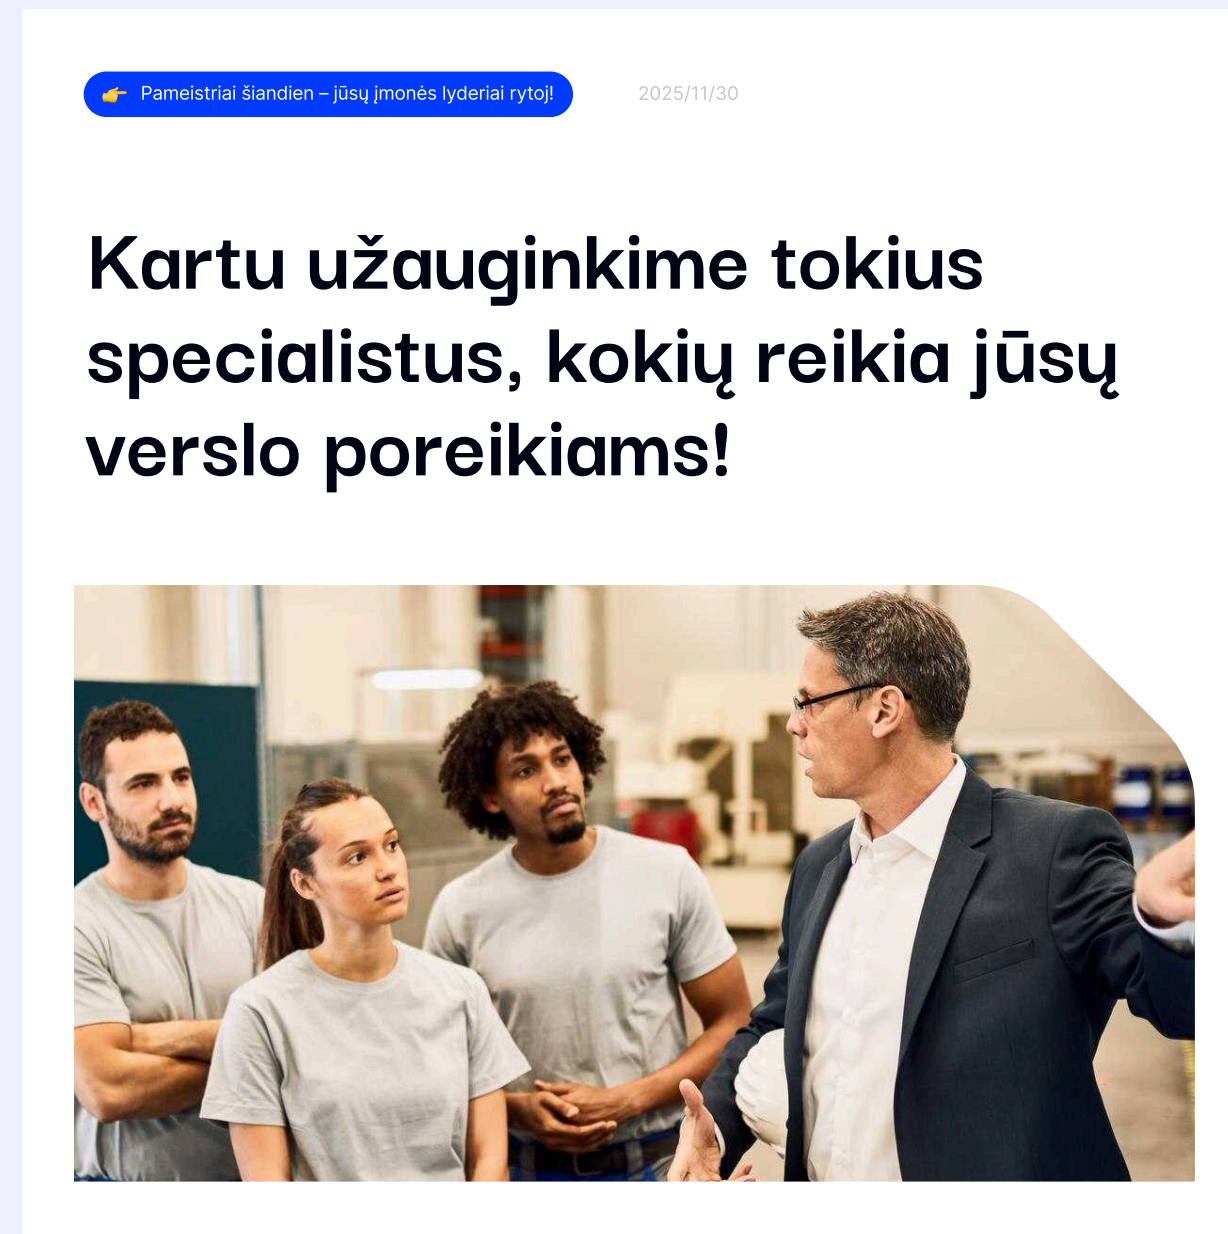 👉 Pameistriai šiandien – jūsų įmonės lyderiai rytoj!
2025/11/30
Kartu užauginkime tokius
specialistus, kokių reikia jūsų
verslo poreikiams!